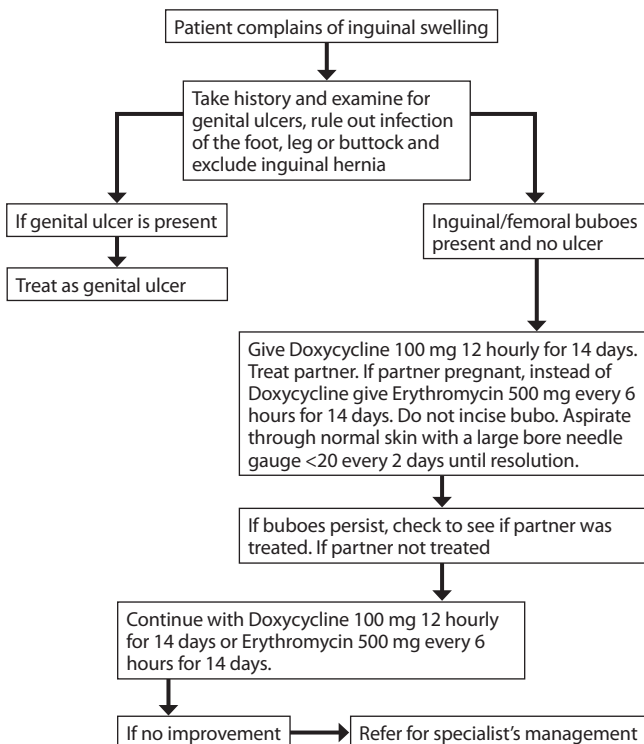 Patient complains of inguinal swelling
Take history and examine for
genital ulcers, rule out infection
of the foot, leg or buttock and
exclude inguinal hernia
If genital ulcer is present
Treat as genital ulcer
Inguinal/femoral buboes
present and no ulcer
Give Doxycycline 100 mg 12 hourly for 14 days.
Treat partner. If partner pregnant, instead of
Doxycycline give Erythromycin 500 mg every 6
hours for 14 days. Do not incise bubo. Aspirate
through normal skin with a large bore needle
gauge <20 every 2 days until resolution.
If buboes persist, check to see if partner was
treated. If partner not treated
Continue with Doxycycline 100 mg 12 hourly
for 14 days or Erythromycin 500 mg every 6
hours for 14 days.
If no improvement
Refer for specialist’s management